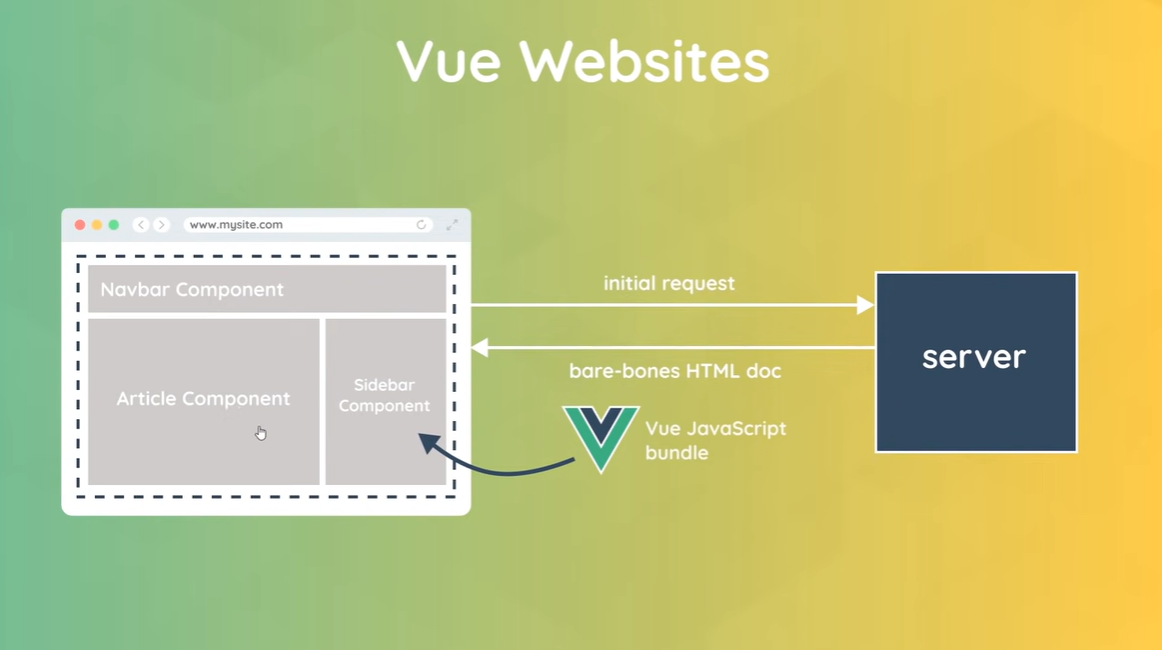 Vue Websites
www.mysite.com
Navbar Component
Article Component
Sidebar
Component
initial request
bare-bones HTML doc
Vue JavaScript
bundle
server